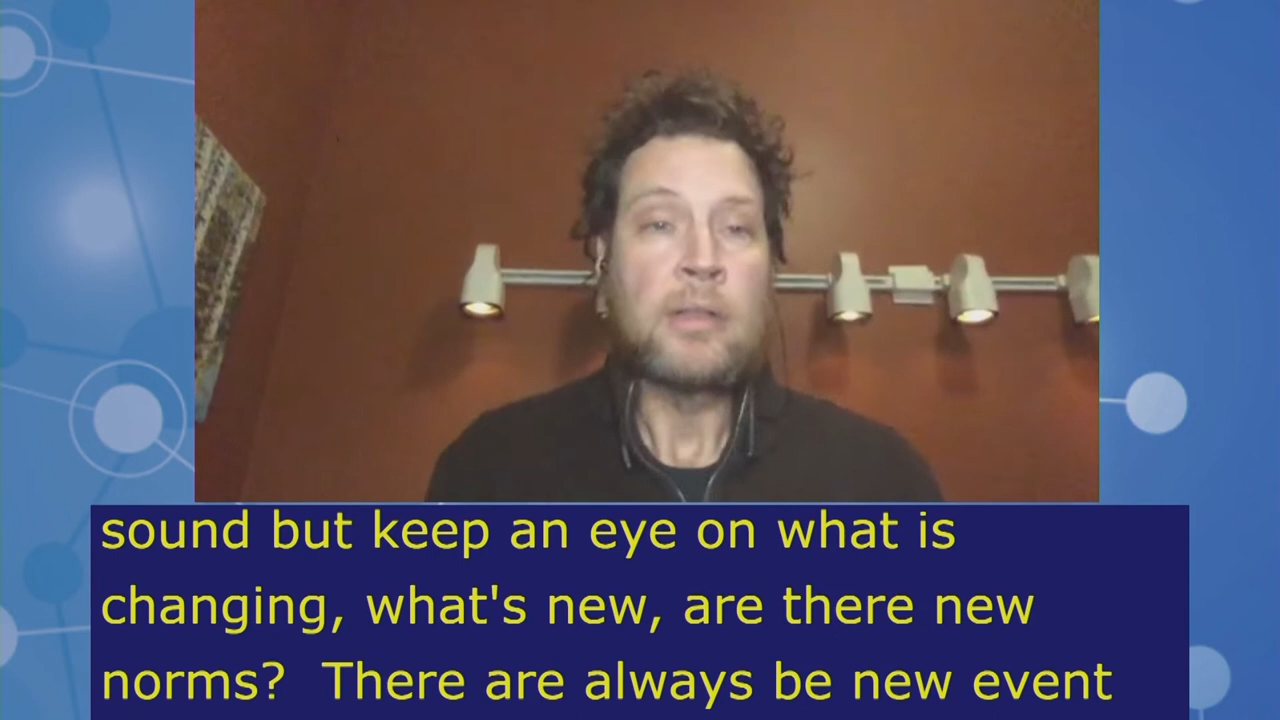 sound but keep an eye on what is
changing, what's new, are there new
norms?  There are always be new event